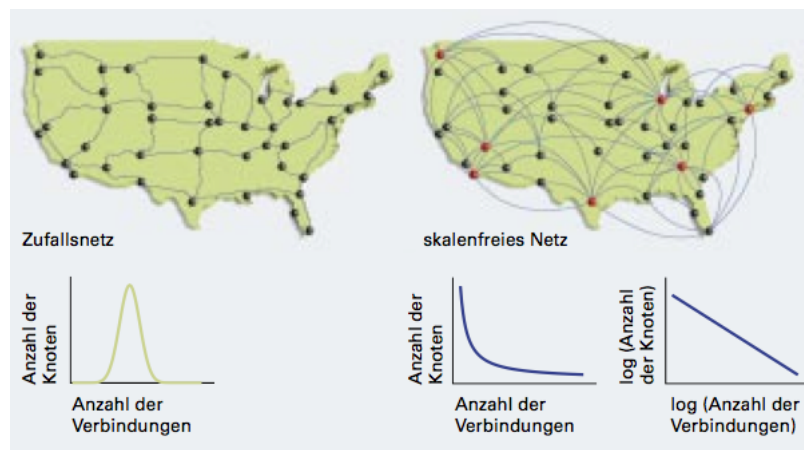 Zufallsnetz
skalenfreies Netz
Anzahl der
Knoten
Anzahl der
Verbindungen
Anzahl der
Knoten
Anzahl der
Verbindungen
log (Anzahl
der Knoten)
log (Anzahl der
Verbindungen)